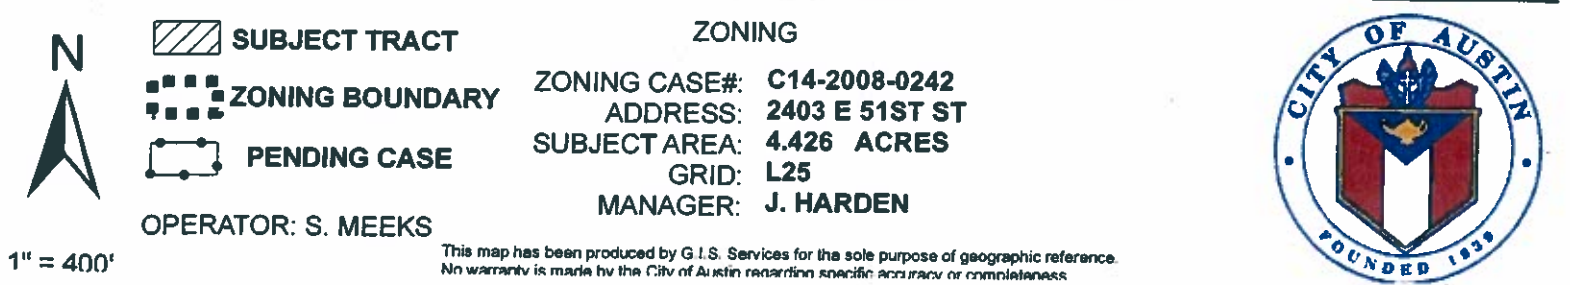 N
1" = 400'
SUBJECT TRACT
ZONING BOUNDARY
PENDING CASE
OPERATOR: S. MEEKS
ZONING
ZONING CASE#: C14-2008-0242
ADDRESS: 2403 E 51ST ST
SUBJECT AREA: 4.426 ACRES
GRID: L25
MANAGER: J. HARDEN
This map has been produced by G.I.S. Services for the sole purpose of geographic reference.
No warranty is made by the City of Austin regarding specific accuracy or completeness
CITY OF AUSTIN
FOUNDED 1839